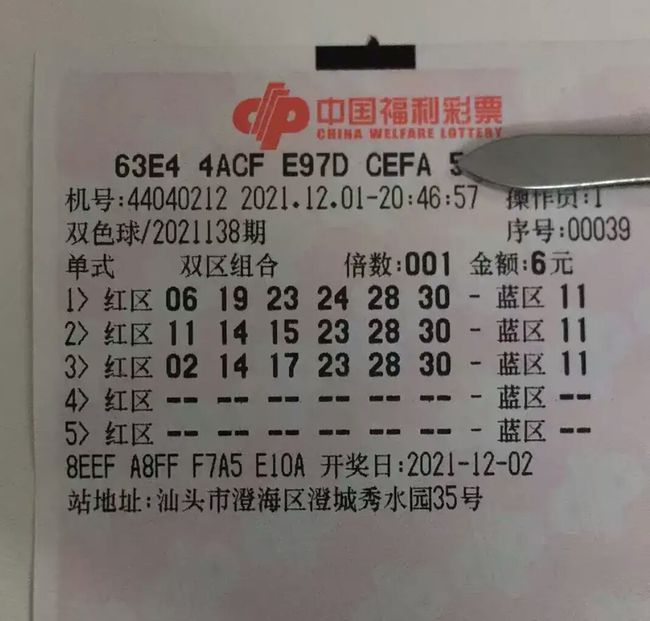 中国福利彩票
CHINA WELFARE LOTTERY
63E4 4ACF E97D CEFA 5
机号:44040212 2021.12.01-20:46:57 操作员:1
双色球/2021138期 序号:00039
单式 双区组合 倍数:001 金额:6元
1> 红区 06 19 23 24 28 30 - 蓝区 11
2> 红区 11 14 15 23 28 30 - 蓝区 11
3> 红区 02 14 17 23 28 30 - 蓝区 11
4> 红区 -- -- -- -- -- -- - 蓝区 --
5> 红区 -- -- -- -- -- -- - 蓝区 --
8EEF A8FF F7A5 E10A 开奖日:2021-12-02
站地址:汕头市澄海区澄城秀水园35号